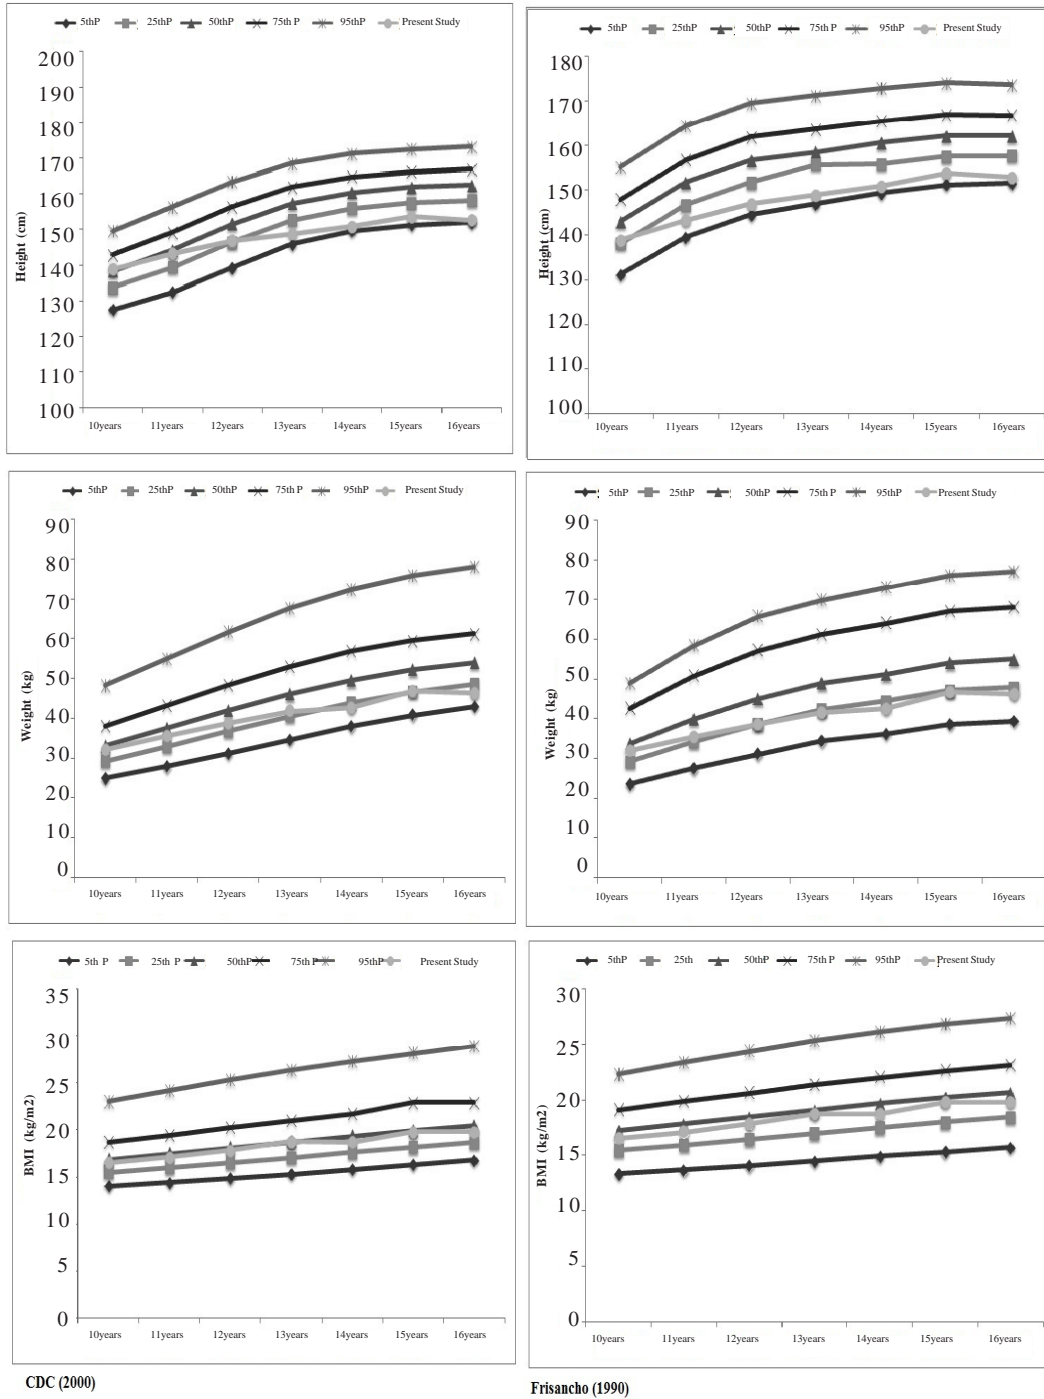 5thP 25thP 50thP 75th P 95thP Present Study
200
190
180
170
160
150
140
130
120
110
100
Height (cm)
10years 11years 12years 13years 14years 15years 16years
5thP 25thP 50thP 75th P 95thP Present Study
180
170
160
150
140
130
120
110
100
Height (cm)
10years 11years 12years 13years 14years 15years 16years
5thP 25thP 50thP 75th P 95thP Present Study
90
80
70
60
50
40
30
20
10
0
Weight (kg)
10years 11years 12years 13years 14years 15years 16years
5thP 25thP 50thP 75th P 95thP Present Study
90
80
70
60
50
40
30
20
10
0
Weight (kg)
10years 11years 12years 13years 14years 15years 16years
5th P 25th P 50thP 75th P 95thP Present Study
35
30
25
20
15
10
5
0
BMI (kg/m2)
10years 11years 12years 13years 14years 15years 16years
5thP 25th 50thP 75th P 95thP Present Study
30
25
20
15
10
5
0
BMI (kg/m2)
10years 11years 12years 13years 14years 15years 16years
CDC (2000)
Frisancho (1990)